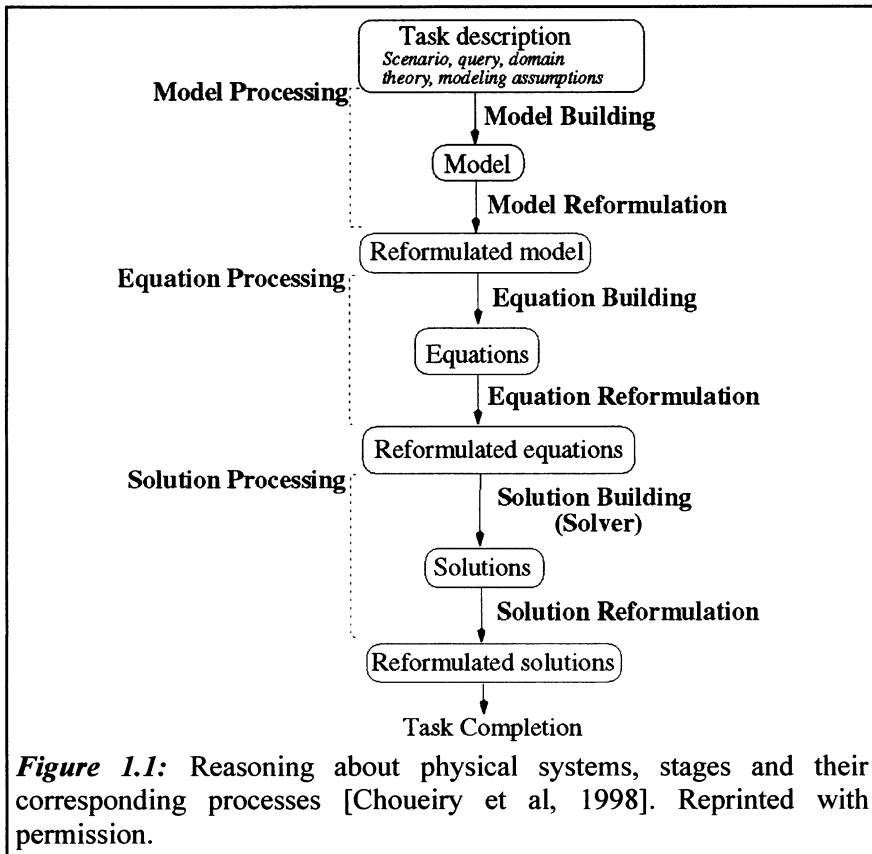 Task description
Scenario, query, domain
theory, modeling assumptions
Model Processing
Model Building
Model
Model Reformulation
Reformulated model
Equation Processing
Equation Building
Equations
Equation Reformulation
Reformulated equations
Solution Processing
Solution Building
(Solver)
Solutions
Solution Reformulation
Reformulated solutions
Task Completion
Figure 1.1: Reasoning about physical systems, stages and their
corresponding processes [Choueiry et al, 1998]. Reprinted with
permission.